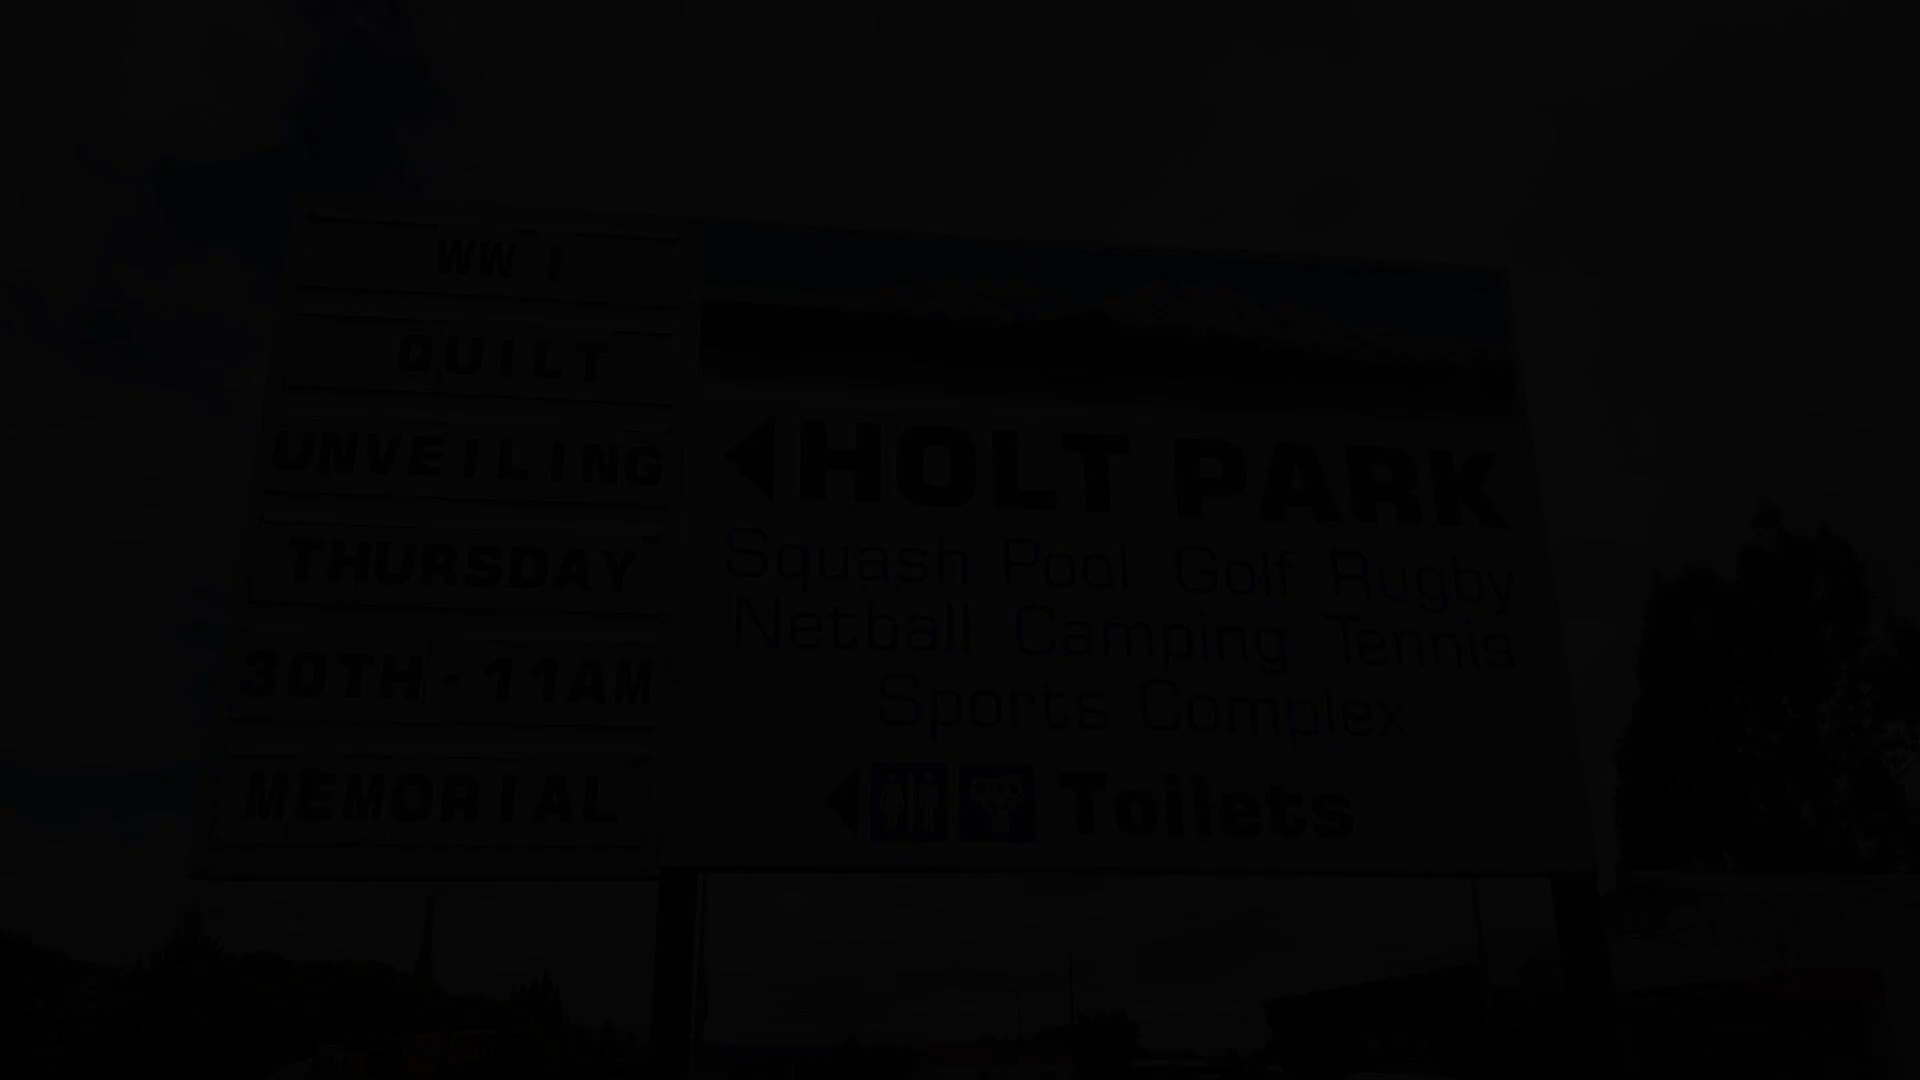 WW 1
QUILT
UNVEILING
THURSDAY
30TH - 11AM
MEMORIAL
HOLT PARK
Squash Pool Golf Rugby
Netball Camping Tennis
Sports Complex
Toilets